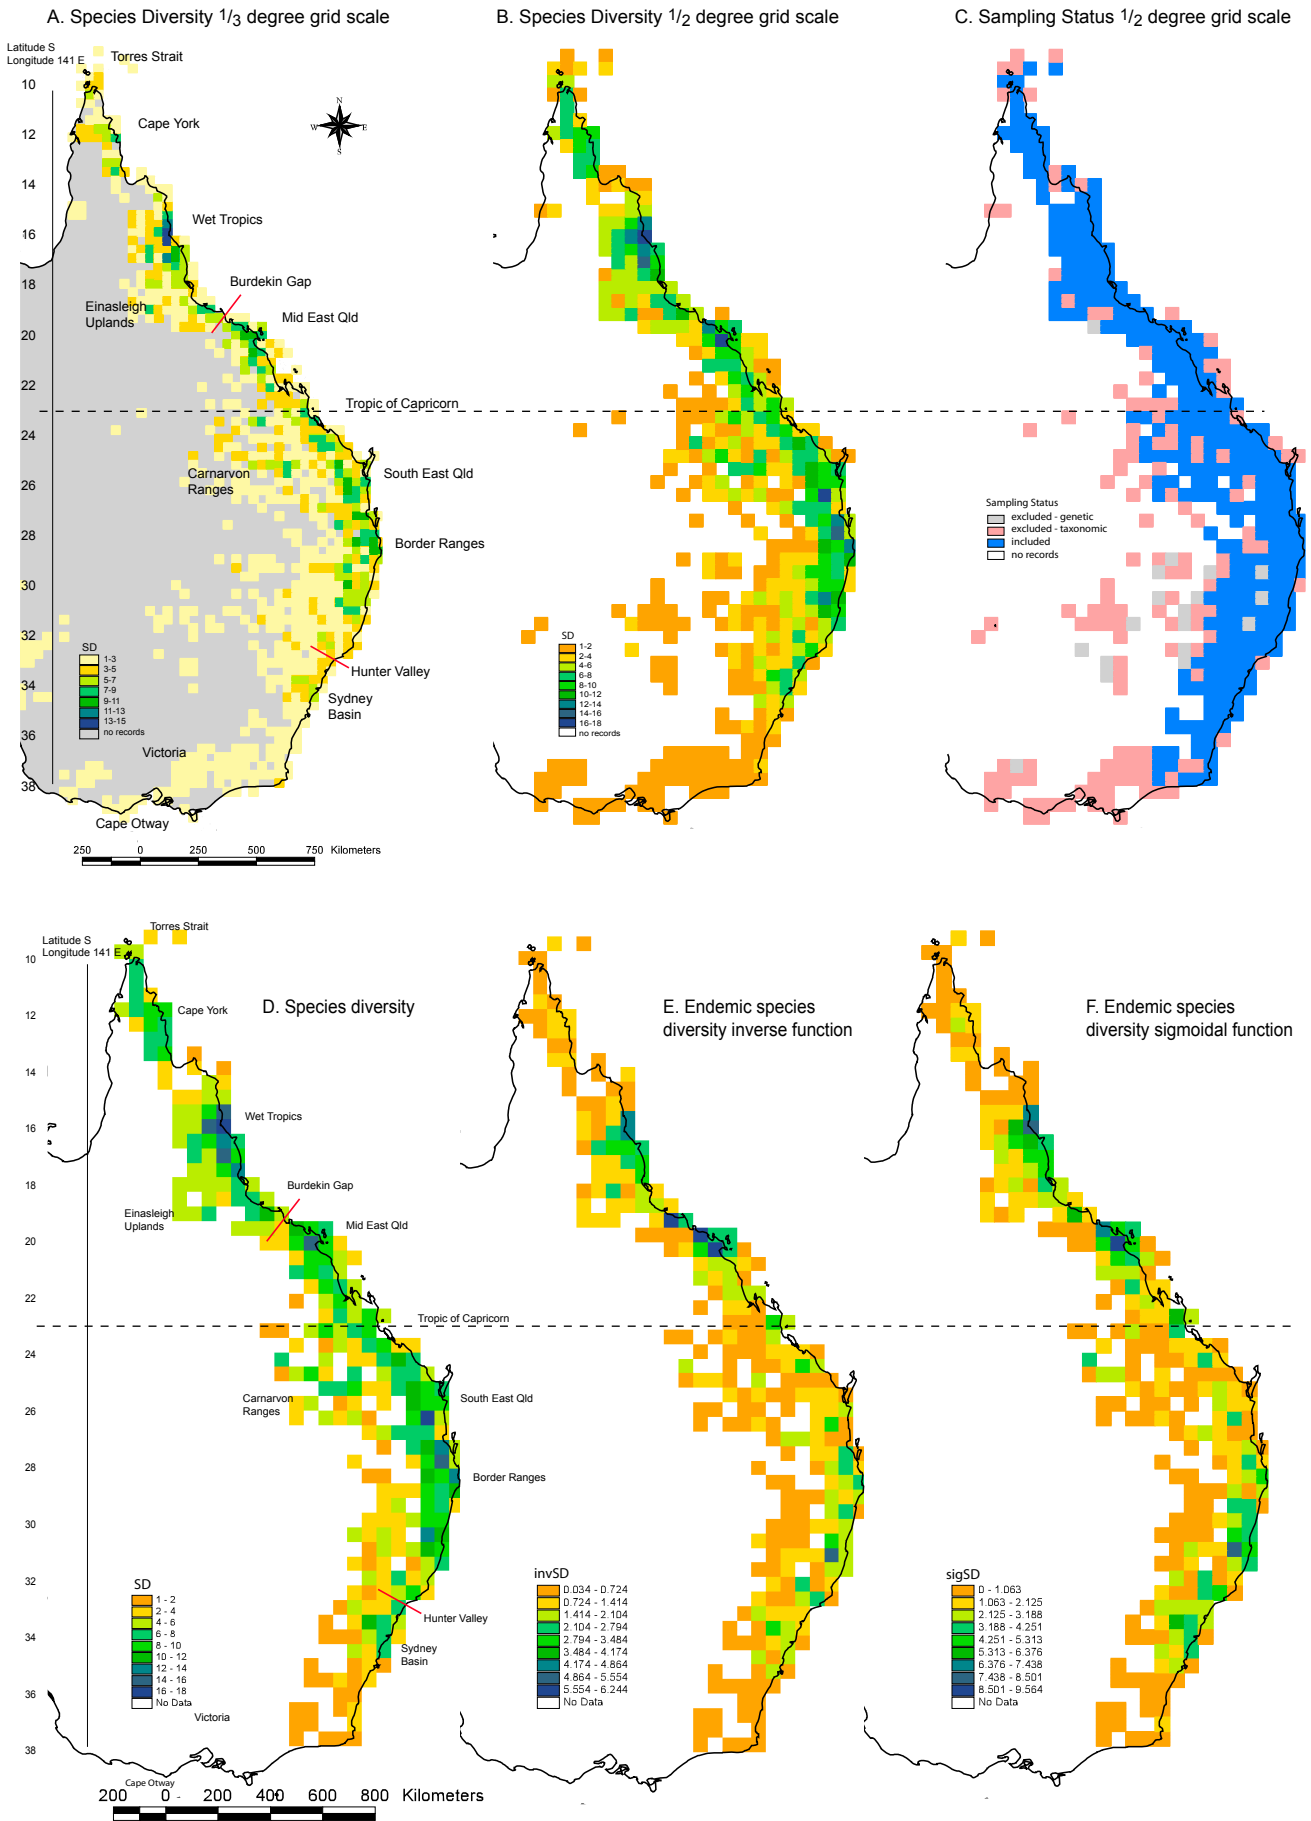 A. Species Diversity 1/3 degree grid scale
B. Species Diversity 1/2 degree grid scale
C. Sampling Status 1/2 degree grid scale
Latitude S
Longitude 141 E
Torres Strait
N
W E
S
10
12
14
16
18
20
22
24
26
28
30
32
34
36
38
Cape York
Wet Tropics
Burdekin Gap
Einasleigh
Uplands
Mid East Qld
Tropic of Capricorn
Carnarvon
Ranges
South East Qld
Border Ranges
Hunter Valley
Sydney
Basin
Victoria
Cape Otway
SD
1-3
3-5
5-7
7-9
9-11
11-13
13-15
no records
250 0 250 500 750 Kilometers
SD
1-2
2-4
4-6
6-8
8-10
10-12
12-14
14-16
16-18
no records
Sampling Status
excluded - genetic
excluded - taxonomic
included
no records
Latitude S
Longitude 141 E
Torres Strait
10
12
14
16
18
20
22
24
26
28
30
32
34
36
38
D. Species diversity
Cape York
Wet Tropics
Burdekin Gap
Einasleigh
Uplands
Mid East Qld
Tropic of Capricorn
Carnarvon
Ranges
South East Qld
Border Ranges
Hunter Valley
Sydney
Basin
Victoria
Cape Otway
SD
1 - 2
2 - 4
4 - 6
6 - 8
8 - 10
10 - 12
12 - 14
14 - 16
16 - 18
No Data
200 0 200 400 600 800 Kilometers
E. Endemic species
diversity inverse function
invSD
0.034 - 0.724
0.724 - 1.414
1.414 - 2.104
2.104 - 2.794
2.794 - 3.484
3.484 - 4.174
4.174 - 4.864
4.864 - 5.554
5.554 - 6.244
No Data
F. Endemic species
diversity sigmoidal function
sigSD
0 - 1.063
1.063 - 2.125
2.125 - 3.188
3.188 - 4.251
4.251 - 5.313
5.313 - 6.376
6.376 - 7.438
7.438 - 8.501
8.501 - 9.564
No Data